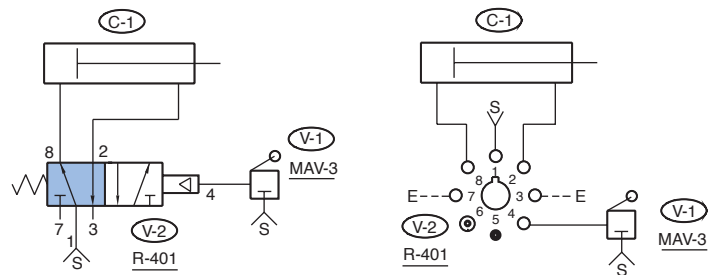 C-1
8 2
V-1
MAV-3
4
7 1 3
V-2
S S
R-401
C-1
S
1
8 2
E 7 3 E
6 4
5
V-2
R-401
V-1
MAV-3
S